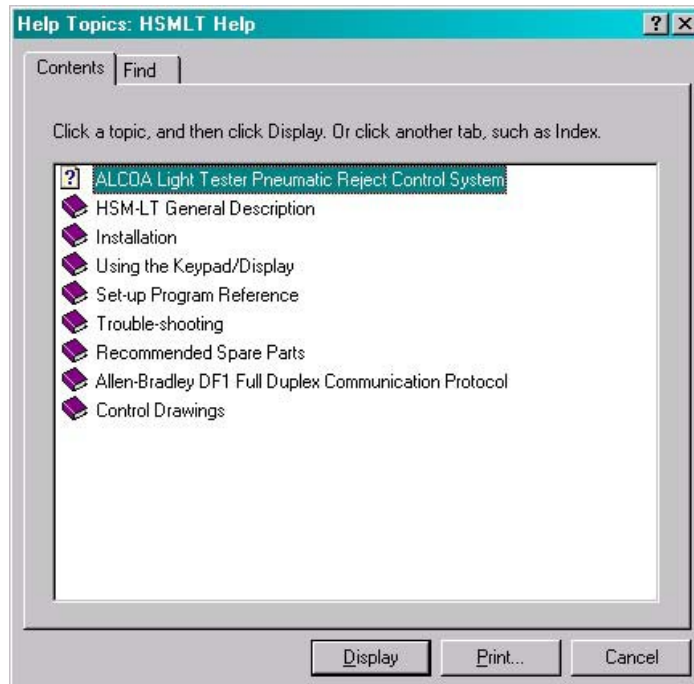 Help Topics: HSMLT Help
Contents
Find
Click a topic, and then click Display. Or click another tab, such as Index.
ALCOA Light Tester Pneumatic Reject Control System
HSM-LT General Description
Installation
Using the Keypad/Display
Set-up Program Reference
Trouble-shooting
Recommended Spare Parts
Allen-Bradley DF1 Full Duplex Communication Protocol
Control Drawings
Display
Print...
Cancel